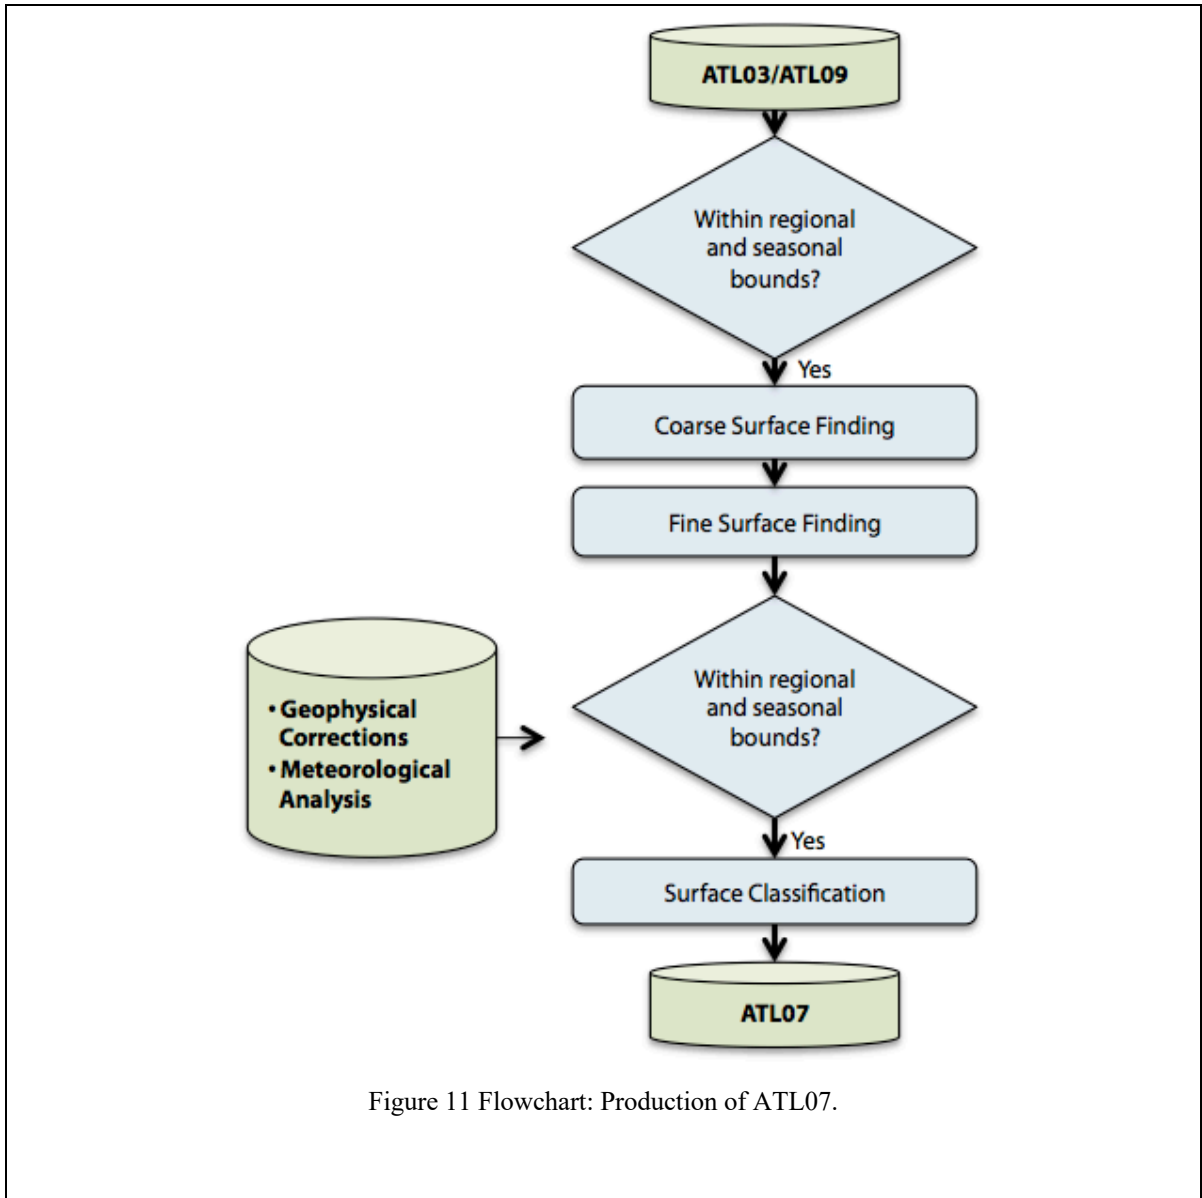 ATL03/ATL09
Within regional
and seasonal
bounds?
Yes
Coarse Surface Finding
Fine Surface Finding
• Geophysical
Corrections
• Meteorological
Analysis
Within regional
and seasonal
bounds?
Yes
Surface Classification
ATL07
Figure 11 Flowchart: Production of ATL07.